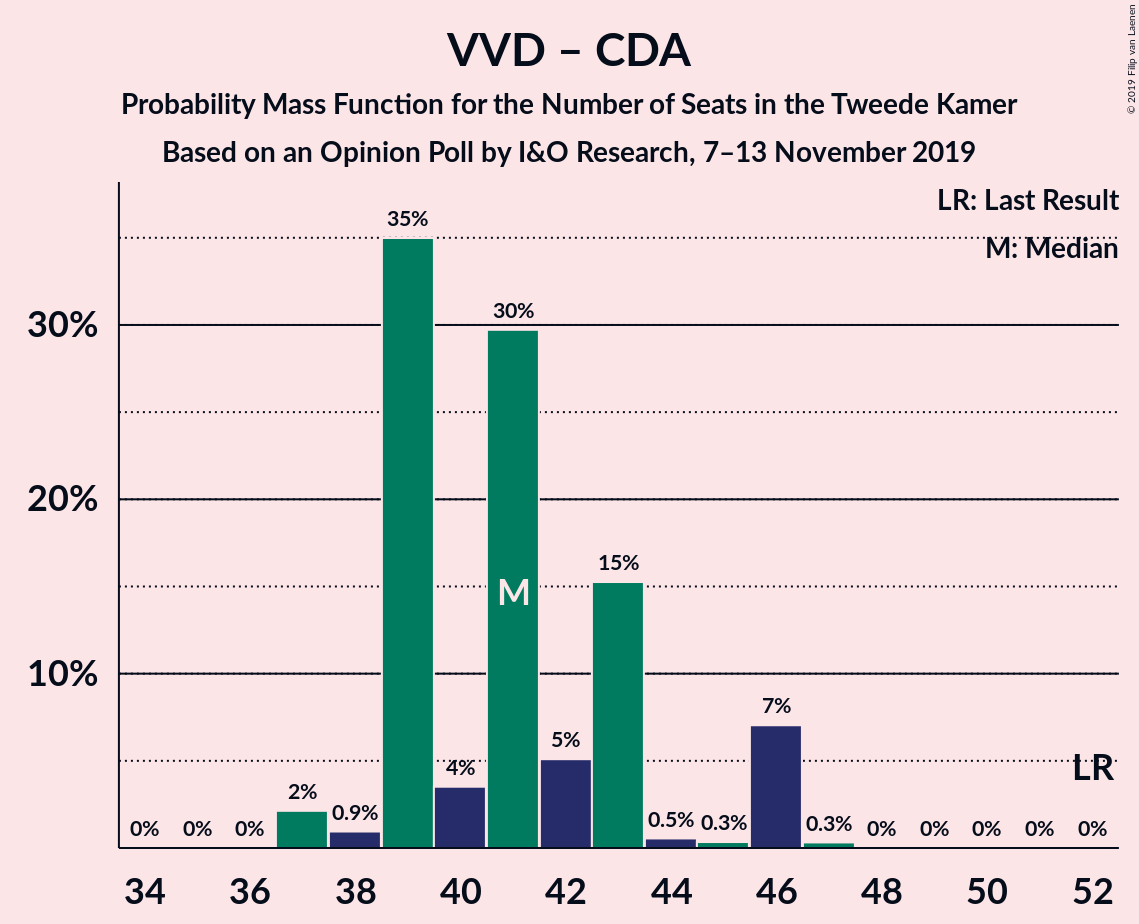 VVD – CDA
Probability Mass Function for the Number of Seats in the Tweede Kamer
Based on an Opinion Poll by I&O Research, 7–13 November 2019
© 2019 Filip van Laenen
LR: Last Result
M: Median
30%
20%
10%
0% 0% 0% 2% 0.9% 35% 4% 30% 5% 15% 0.5% 0.3% 7% 0.3% 0% 0% 0% 0% 0%
M
LR
34 36 38 40 42 44 46 48 50 52